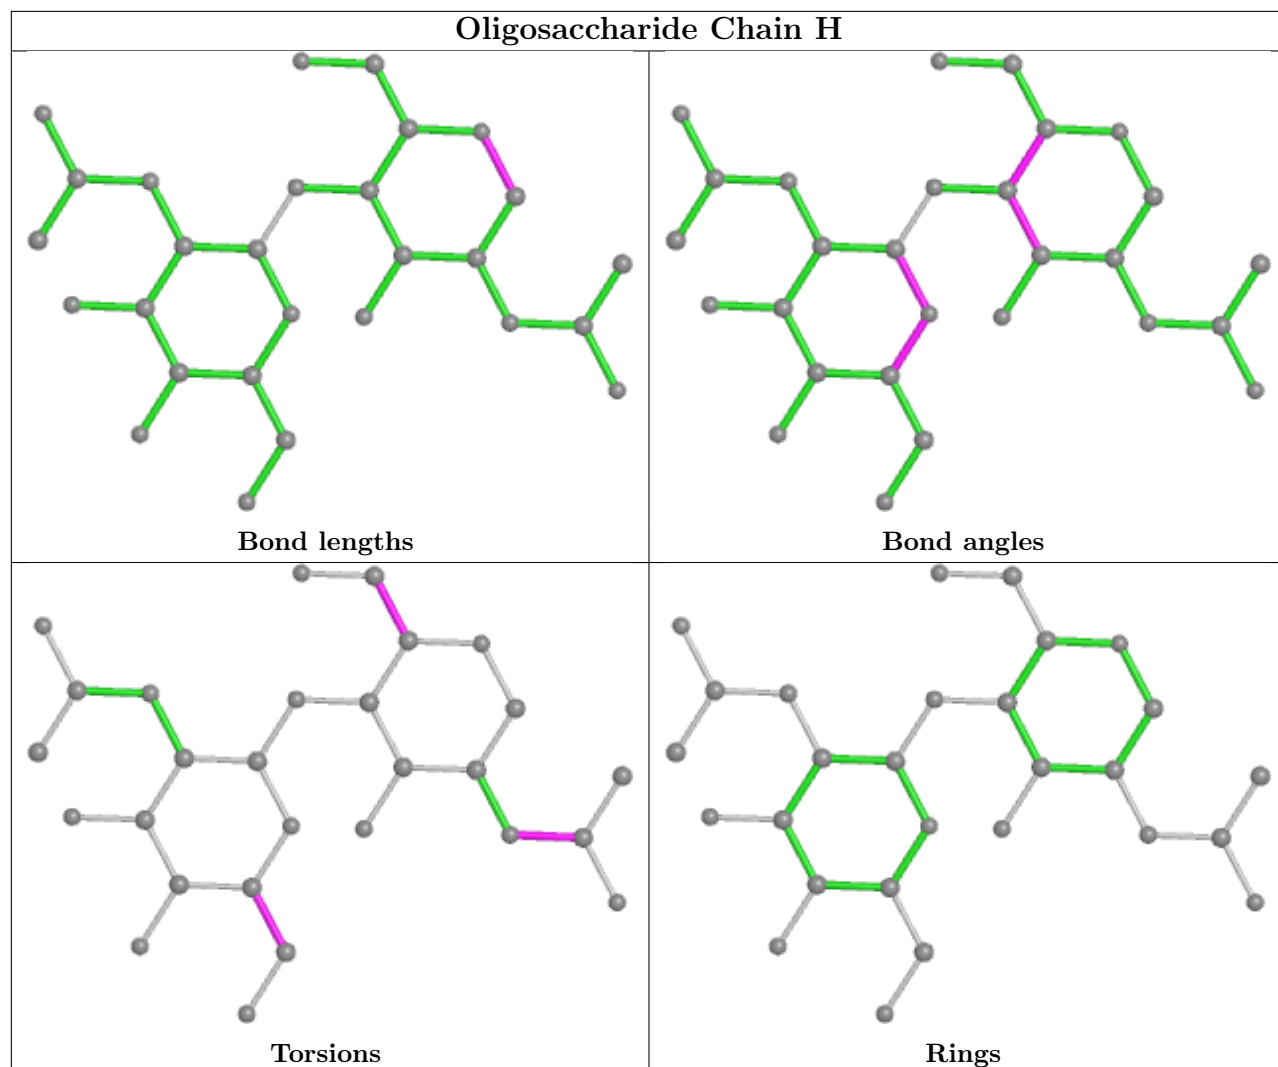 Oligosaccharide Chain H
Bond lengths
Bond angles
Torsions
Rings